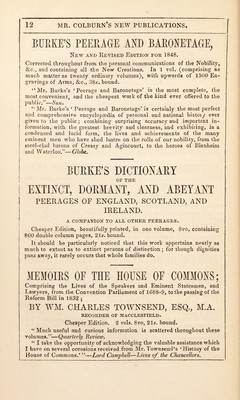 12 MR. COLBURN'S NEW PUBLICATIONS.
BURKE'S PEERAGE AND BARONETAGE,
NEW AND REVISED EDITION FOR 1848.
Corrected throughout from the personal communications of the Nobility,
&c., and containing all the New Creations. In 1 vol. (comprising as
much matter as twenty ordinary volumes), with upwards of 1500 En-
gravings of Arms, &c., 38s. bound.
"Mr. Burke's 'Peerage and Baronetage' is the most complete, the
most convenient, and the cheapest work of the kind ever offered to the
public."—Sun.
"Mr. Burke's 'Peerage and Baronetage' is certainly the most perfect
and comprehensive encyclopædia of personal and national history ever
given to the public; combining surprising accuracy and important in-
formation, with the greatest brevity and clearness, and exhibiting, in a
condensed and lucid form, the lives and achievements of the many
eminent men who have shed lustre on the rolls of our nobility, from the
steel-clad barons of Cressy and Agincourt, to the heroes of Blenheim
and Waterloo."—Globe.
BURKE'S DICTIONARY
OF THE
EXTINCT, DORMANT, AND ABEYANT
PEERAGES OF ENGLAND, SCOTLAND, AND
IRELAND.
A COMPANION TO ALL OTHER PEERAGES.
Cheaper Edition, beautifully printed, in one volume, 8vo, containing
800 double column pages, 21s. bound.
It should be particularly noticed that this work appertains nearly as
much to extant as to extinct persons of distinction; for though dignities
pass away, it rarely occurs that whole families do.
MEMOIRS OF THE HOUSE OF COMMONS;
Comprising the Lives of the Speakers and Eminent Statesmen, and
Lawyers, from the Convention Parliament of 1688-9, to the passing of the
Reform Bill in 1832;
BY WM. CHARLES TOWNSEND, ESQ., M.A.
RECORDER OF MACCLESFIELD.
Cheaper Edition. 2 vols. 8vo, 21s. bound.
"Much useful and curious information is scattered throughout these
volumes."—Quarterly Review.
"I take the opportunity of acknowledging the valuable assistance which
I have on several occasions received from Mr. Townsend's 'History of the
House of Commons.'"—Lord Campbell—Lives of the Chancellors.